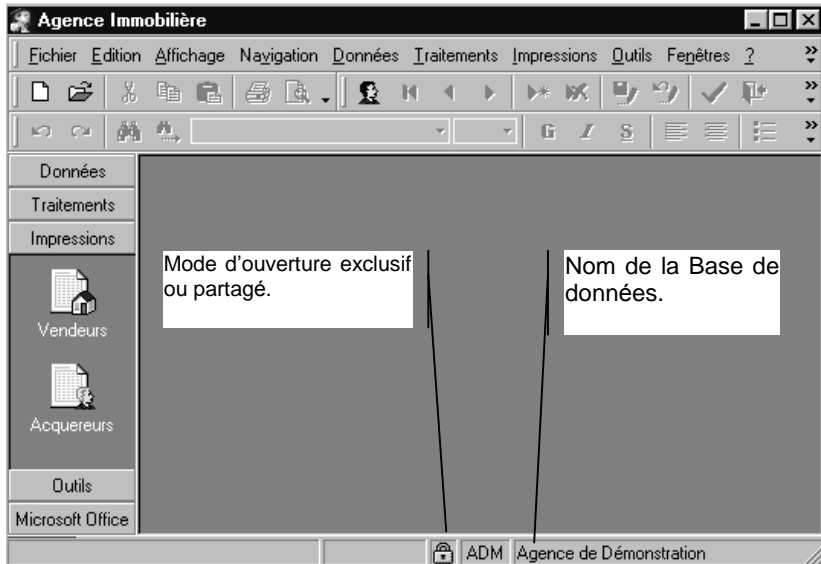 Agence Immobilière
Fichier Edition Affichage Navigation Données Traitements Impressions Outils Fenêtres ?
G I S
Données
Traitements
Impressions
Mode d'ouverture exclusif
ou partagé.
Nom de la Base de
données.
Vendeurs
Acquereurs
Outils
Microsoft Office
ADM Agence de Démonstration